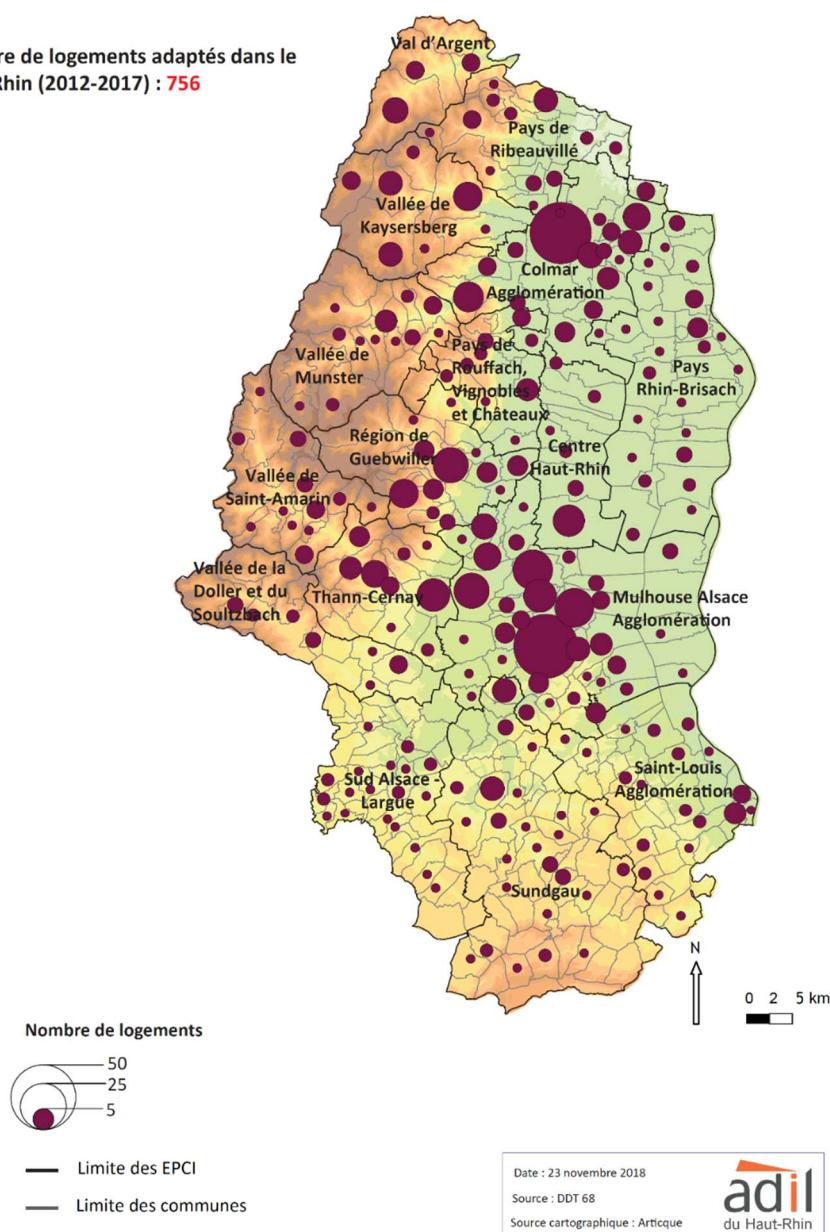 re de logements adaptés dans le
Rhin (2012-2017) : 756
Val d'Argent
Pays de
Ribeauvillé
Vallée de
Kaysersberg
Colmar
Agglomération
Vallée de
Munster
Pays de
Rouffach,
Vignobles
et Châteaux
Pays
Rhin-Brisach
Région de
Guebwiller
Centre
Haut-Rhin
Vallée de
Saint-Amarin
Vallée de la
Doller et du
Soultzbach
Thann-Cernay
Mulhouse Alsace
Agglomération
Sud Alsace -
Largue
Saint-Louis
Agglomération
Sundgau
N
0 2 5 km
Nombre de logements
50
25
5
Limite des EPCI
Limite des communes
Date : 23 novembre 2018
Source : DDT 68
Source cartographique : Articque
adil
du Haut-Rhin